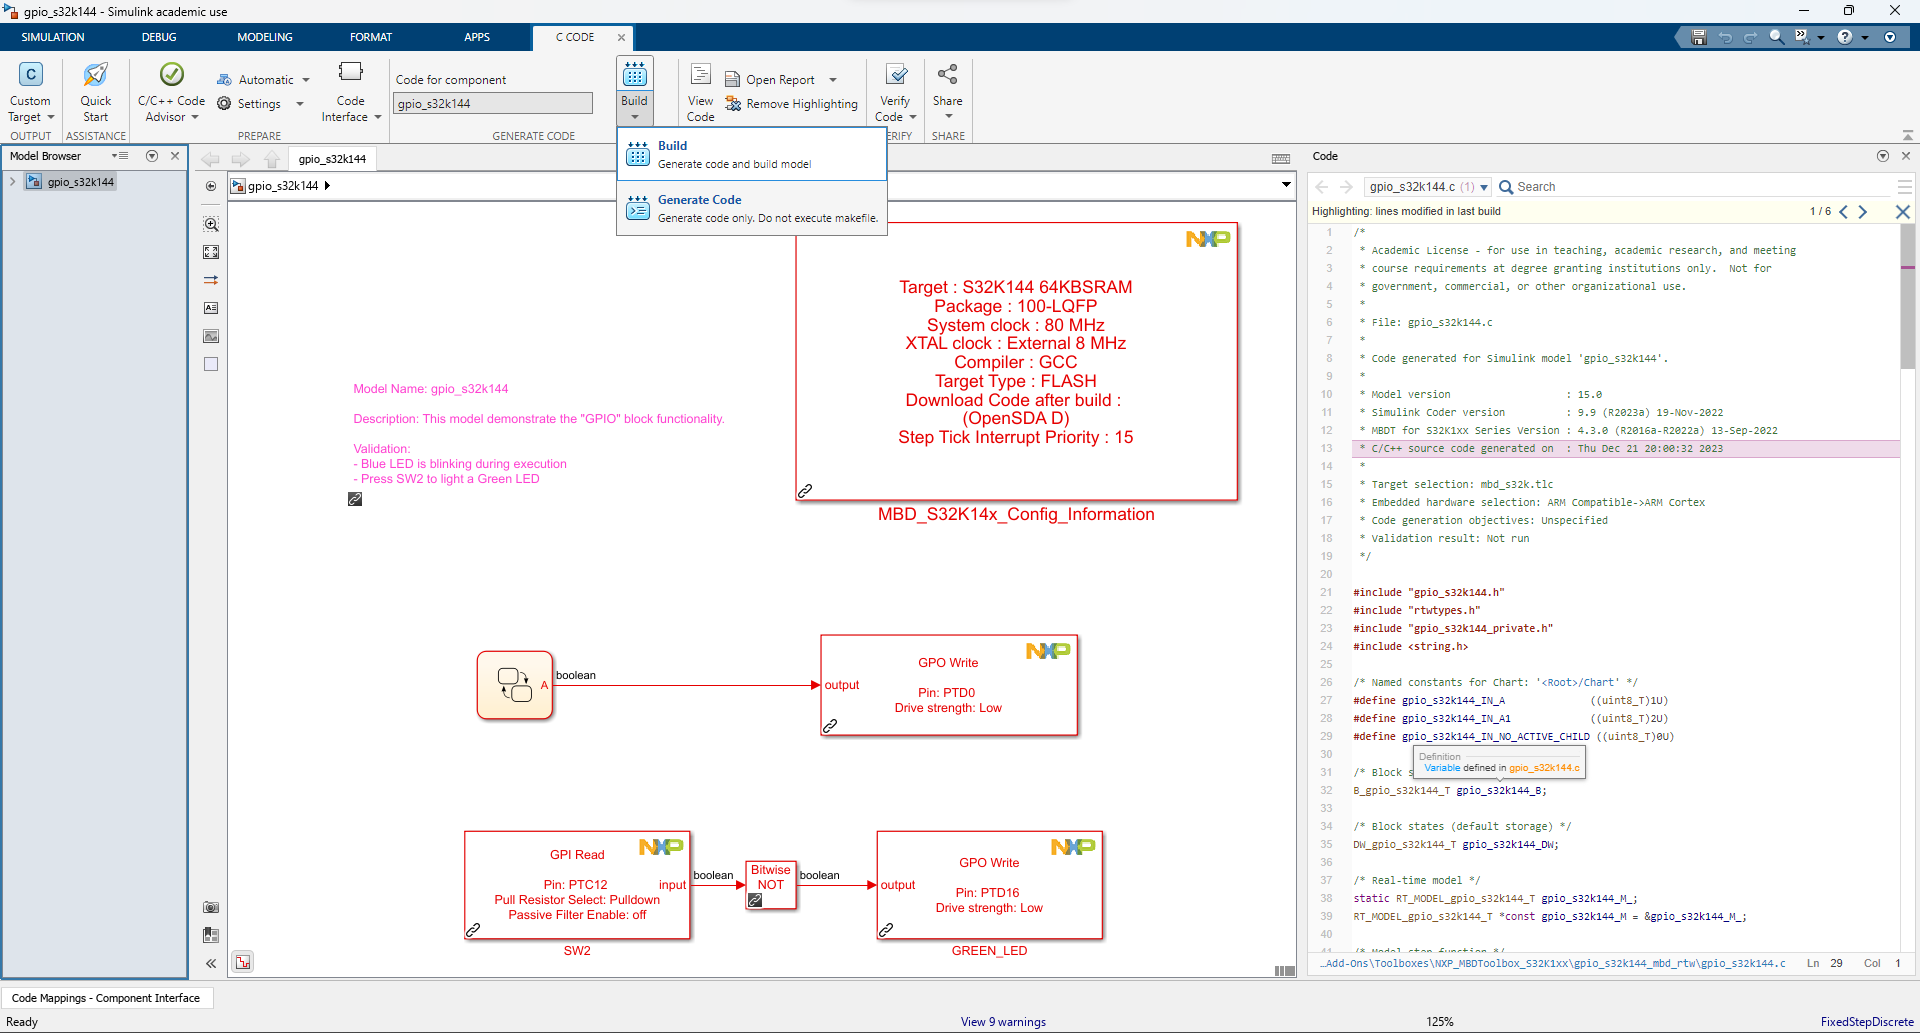 gpio_s32k144 - Simulink academic use
SIMULATION DEBUG MODELING FORMAT APPS C CODE
Custom Target
Quick Start
C/C++ Code Advisor
Automatic
Settings
Code Interface
Code for component
gpio_s32k144
Build
View Code
Open Report
Remove Highlighting
Verify Code
Share
OUTPUT ASSISTANCE PREPARE GENERATE CODE ERIFY SHARE
Build
Generate code and build model
Generate Code
Generate code only. Do not execute makefile.
Model Browser
gpio_s32k144
gpio_s32k144
gpio_s32k144
Model Name: gpio_s32k144
Description: This model demonstrate the "GPIO" block functionality.
Validation:
- Blue LED is blinking during execution
- Press SW2 to light a Green LED
NXP
Target : S32K144 64KBSRAM
Package : 100-LQFP
System clock : 80 MHz
XTAL clock : External 8 MHz
Compiler : GCC
Target Type : FLASH
Download Code after build :
(OpenSDA D)
Step Tick Interrupt Priority : 15
MBD_S32K14x_Config_Information
A
boolean
NXP
GPO Write
output
Pin: PTD0
Drive strength: Low
NXP
GPI Read
Pin: PTC12
input
Pull Resistor Select: Pulldown
Passive Filter Enable: off
SW2
boolean
Bitwise
NOT
boolean
NXP
GPO Write
output
Pin: PTD16
Drive strength: Low
GREEN_LED
Code
gpio_s32k144.c (1) Search
Highlighting: lines modified in last build 1 / 6
1 /*
2 * Academic License - for use in teaching, academic research, and meeting
3 * course requirements at degree granting institutions only.  Not for
4 * government, commercial, or other organizational use.
5 *
6 * File: gpio_s32k144.c
7 *
8 * Code generated for Simulink model 'gpio_s32k144'.
9 *
10 * Model version : 15.0
11 * Simulink Coder version : 9.9 (R2023a) 19-Nov-2022
12 * MBDT for S32K1xx Series Version : 4.3.0 (R2016a-R2022a) 13-Sep-2022
13 * C/C++ source code generated on : Thu Dec 21 20:00:32 2023
14 *
15 * Target selection: mbd_s32k.tlc
16 * Embedded hardware selection: ARM Compatible->ARM Cortex
17 * Code generation objectives: Unspecified
18 * Validation result: Not run
19 */
20
21 #include "gpio_s32k144.h"
22 #include "rtwtypes.h"
23 #include "gpio_s32k144_private.h"
24 #include <string.h>
25
26 /* Named constants for Chart: '<Root>/Chart' */
27 #define gpio_s32k144_IN_A ((uint8_T)1U)
28 #define gpio_s32k144_IN_A1 ((uint8_T)2U)
29 #define gpio_s32k144_IN_NO_ACTIVE_CHILD ((uint8_T)0U)
30
Definition
Variable defined in gpio_s32k144.c
31 /* Block s
32 B_gpio_s32k144_T gpio_s32k144_B;
33
34 /* Block states (default storage) */
35 DW_gpio_s32k144_T gpio_s32k144_DW;
36
37 /* Real-time model */
38 static RT_MODEL_gpio_s32k144_T gpio_s32k144_M_;
39 RT_MODEL_gpio_s32k144_T *const gpio_s32k144_M = &gpio_s32k144_M_;
40
41 /* Model step function */
...Add-Ons\Toolboxes\NXP_MBDToolbox_S32K1xx\gpio_s32k144_mbd_rtw\gpio_s32k144.c Ln 29 Col 1
Code Mappings - Component Interface
Ready View 9 warnings 125% FixedStepDiscrete